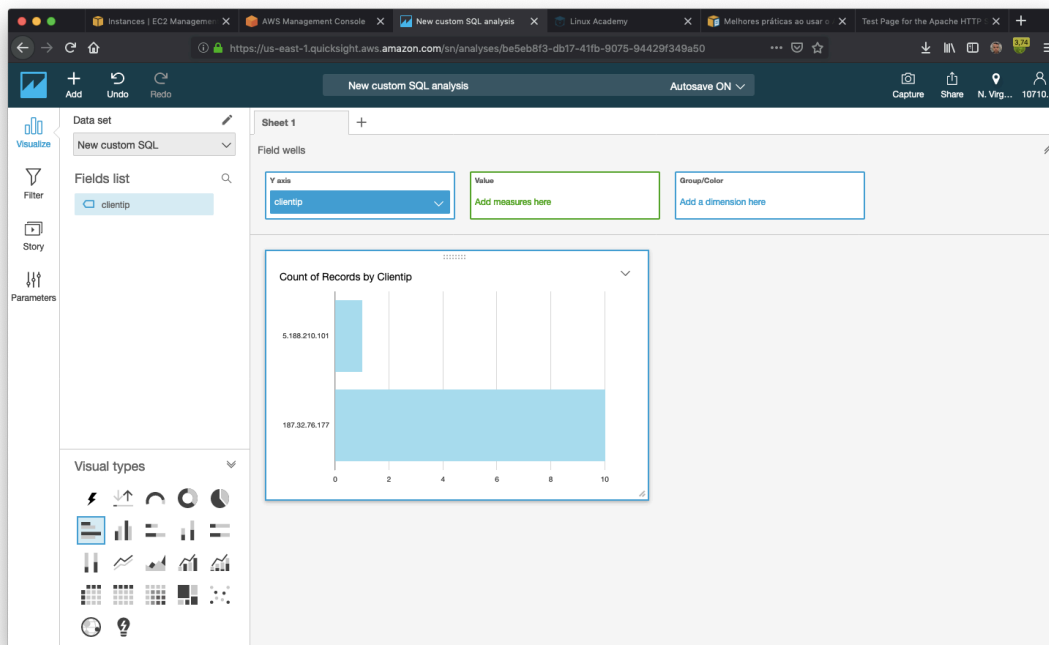 Instances | EC2 Managemen
AWS Management Console
New custom SQL analysis
Linux Academy
Melhores práticas ao usar o
Test Page for the Apache HTTP S
https://us-east-1.quicksight.aws.amazon.com/sn/analyses/be5eb8f3-db17-41fb-9075-94429f349a50
3,74
Add
Undo
Redo
New custom SQL analysis
Autosave ON
Capture
Share
N. Virg...
10710.
Visualize
Filter
Story
Parameters
Data set
New custom SQL
Fields list
clientip
Sheet 1
Field wells
Y axis
clientip
Value
Add measures here
Group/Color
Add a dimension here
Count of Records by Clientip
5.188.210.101
187.32.76.177
0 2 4 6 8 10
Visual types